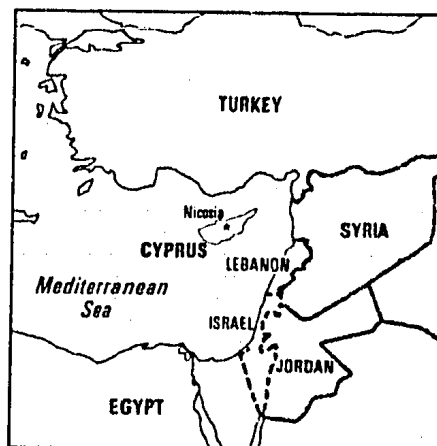 TURKEY
Nicosia
SYRIA
CYPRUS
LEBANON
Mediterranean
Sea
ISRAEL
JORDAN
EGYPT